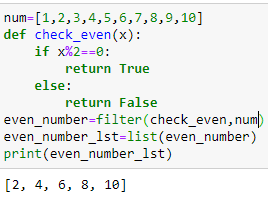 num=[1,2,3,4,5,6,7,8,9,10]
def check_even(x):
    if x%2==0:
        return True
    else:
        return False
even_number=filter(check_even,num)
even_number_lst=list(even_number)
print(even_number_lst)
[2, 4, 6, 8, 10]